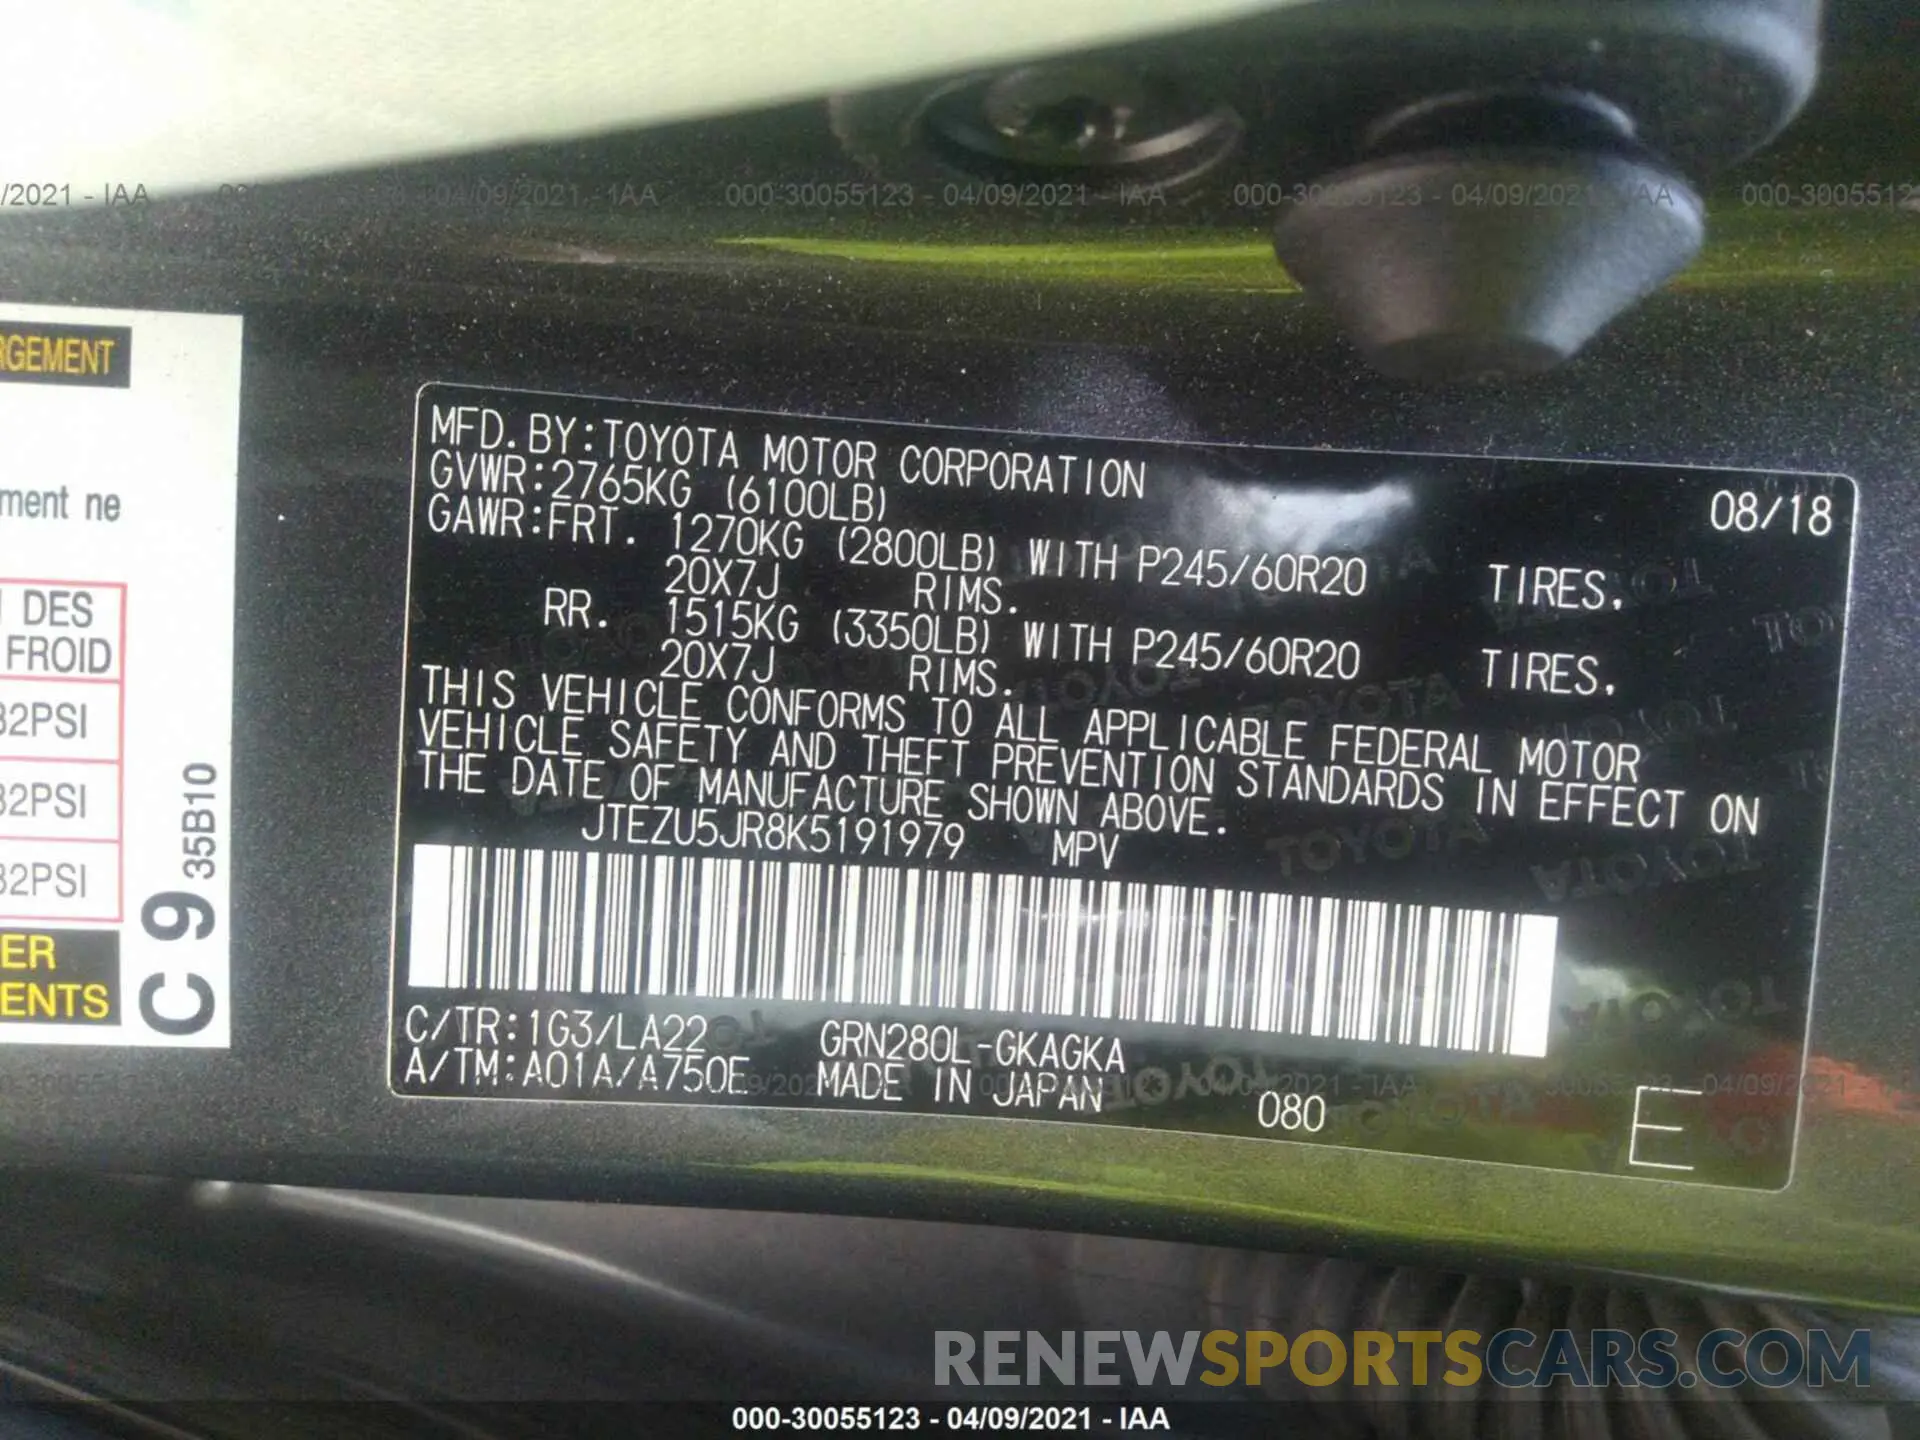 /2021 - IAA 04/09/2021 - IAA 000-30055123 - 04/09/2021 - IAA 000-30055123 - 04/09/2021 - IAA 000-3005512
RGEMENT
ment ne
DES
FROID
32PSI
32PSI
32PSI
ER
ENTS
C 9 35B10
MFD. BY:TOYOTA MOTOR CORPORATION 08/18
GVWR:2765KG (6100LB)
GAWR:FRT. 1270KG (2800LB) WITH P245/60R20 TIRES,
20X7J RIMS.
RR. 1515KG (3350LB) WITH P245/60R20 TIRES,
20X7J RIMS.
THIS VEHICLE CONFORMS TO ALL APPLICABLE FEDERAL MOTOR
VEHICLE SAFETY AND THEFT PREVENTION STANDARDS IN EFFECT ON
THE DATE OF MANUFACTURE SHOWN ABOVE.
JTEZU5JR8K5191979 MPV
C/TR:1G3/LA22 GRN280L-GKAGKA
A/TM:A01A/A750E MADE IN JAPAN 080 E
RENEWSPORTSCARS.COM
000-30055123 - 04/09/2021 - IAA